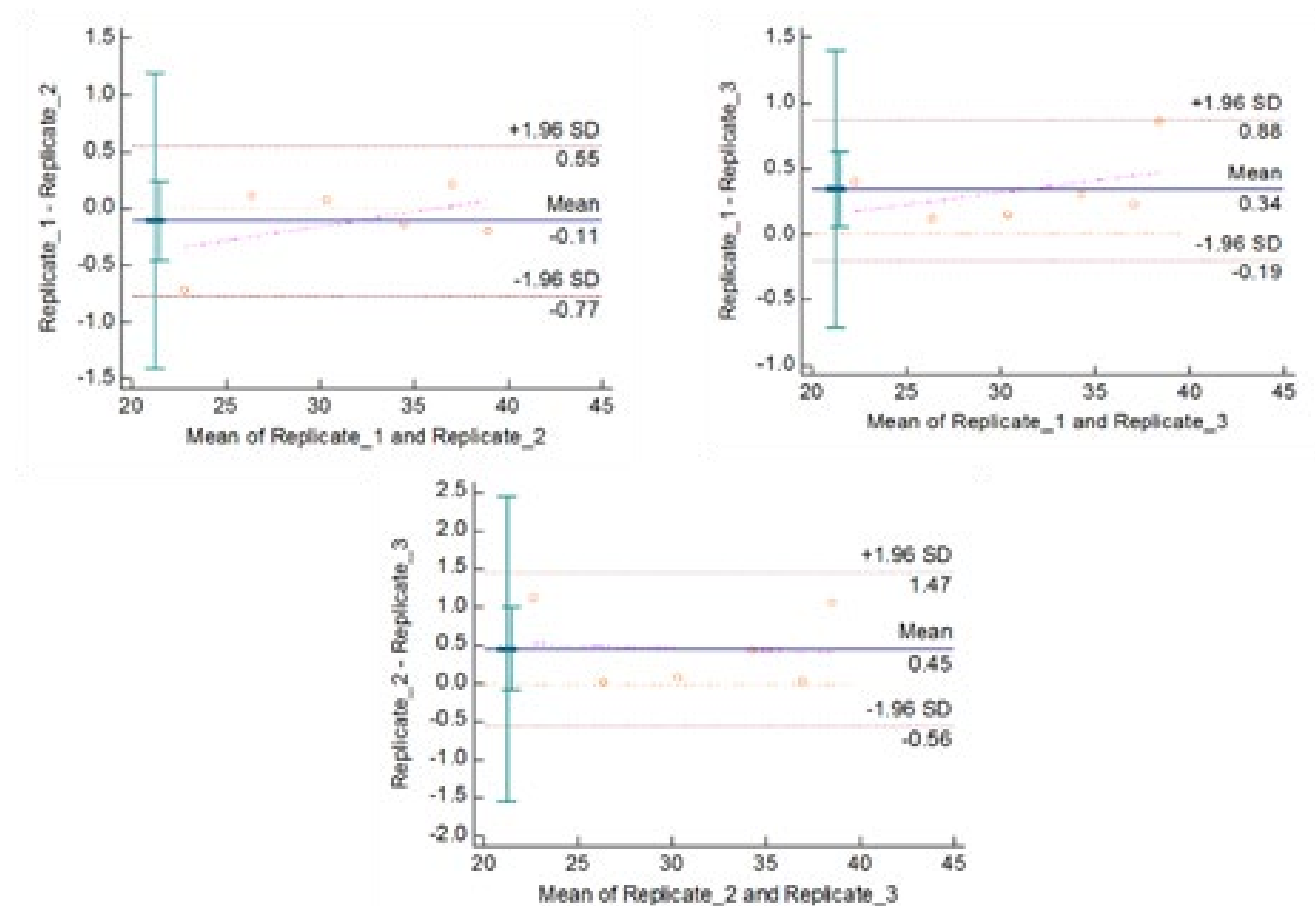 1.5
1.0
0.5
0.0
-0.5
-1.0
-1.5
Replicate_1 - Replicate_2
+1.96 SD
0.55
Mean
-0.11
-1.96 SD
-0.77
20 25 30 35 40 45
Mean of Replicate_1 and Replicate_2
1.5
1.0
0.5
0.0
-0.5
-1.0
Replicate_1 - Replicate_3
+1.96 SD
0.88
Mean
0.34
-1.96 SD
-0.19
20 25 30 35 40 45
Mean of Replicate_1 and Replicate_3
2.5
2.0
1.5
1.0
0.5
0.0
-0.5
-1.0
-1.5
-2.0
Replicate_2 - Replicate_3
+1.96 SD
1.47
Mean
0.45
-1.96 SD
-0.56
20 25 30 35 40 45
Mean of Replicate_2 and Replicate_3